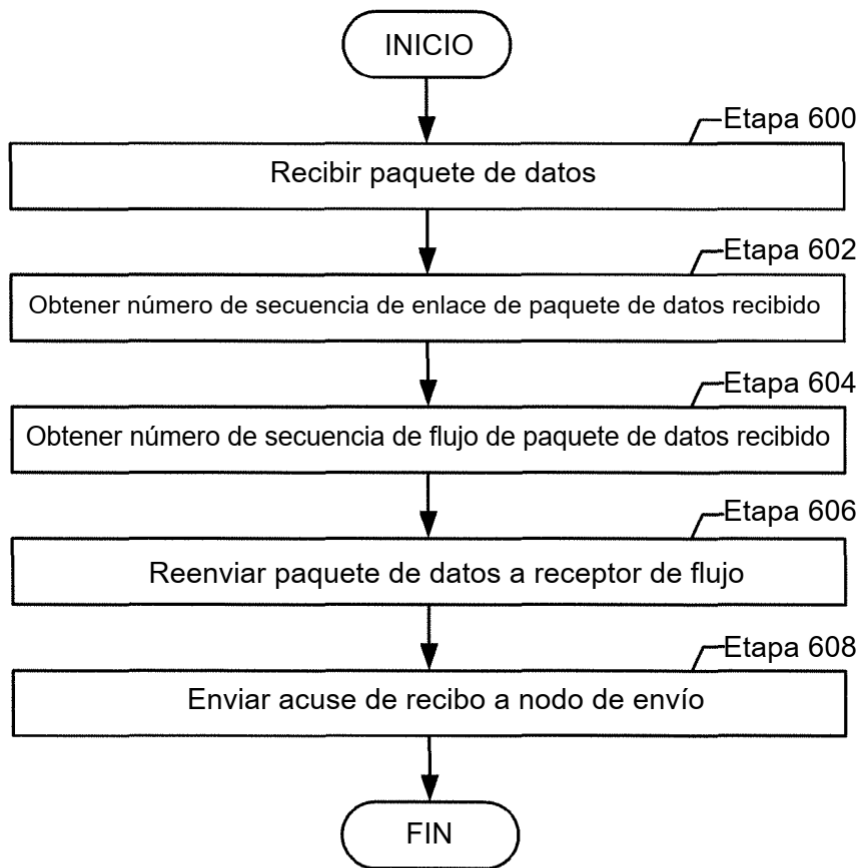 INICIO
Etapa 600
Recibir paquete de datos
Etapa 602
Obtener número de secuencia de enlace de paquete de datos recibido
Etapa 604
Obtener número de secuencia de flujo de paquete de datos recibido
Etapa 606
Reenviar paquete de datos a receptor de flujo
Etapa 608
Enviar acuse de recibo a nodo de envío
FIN